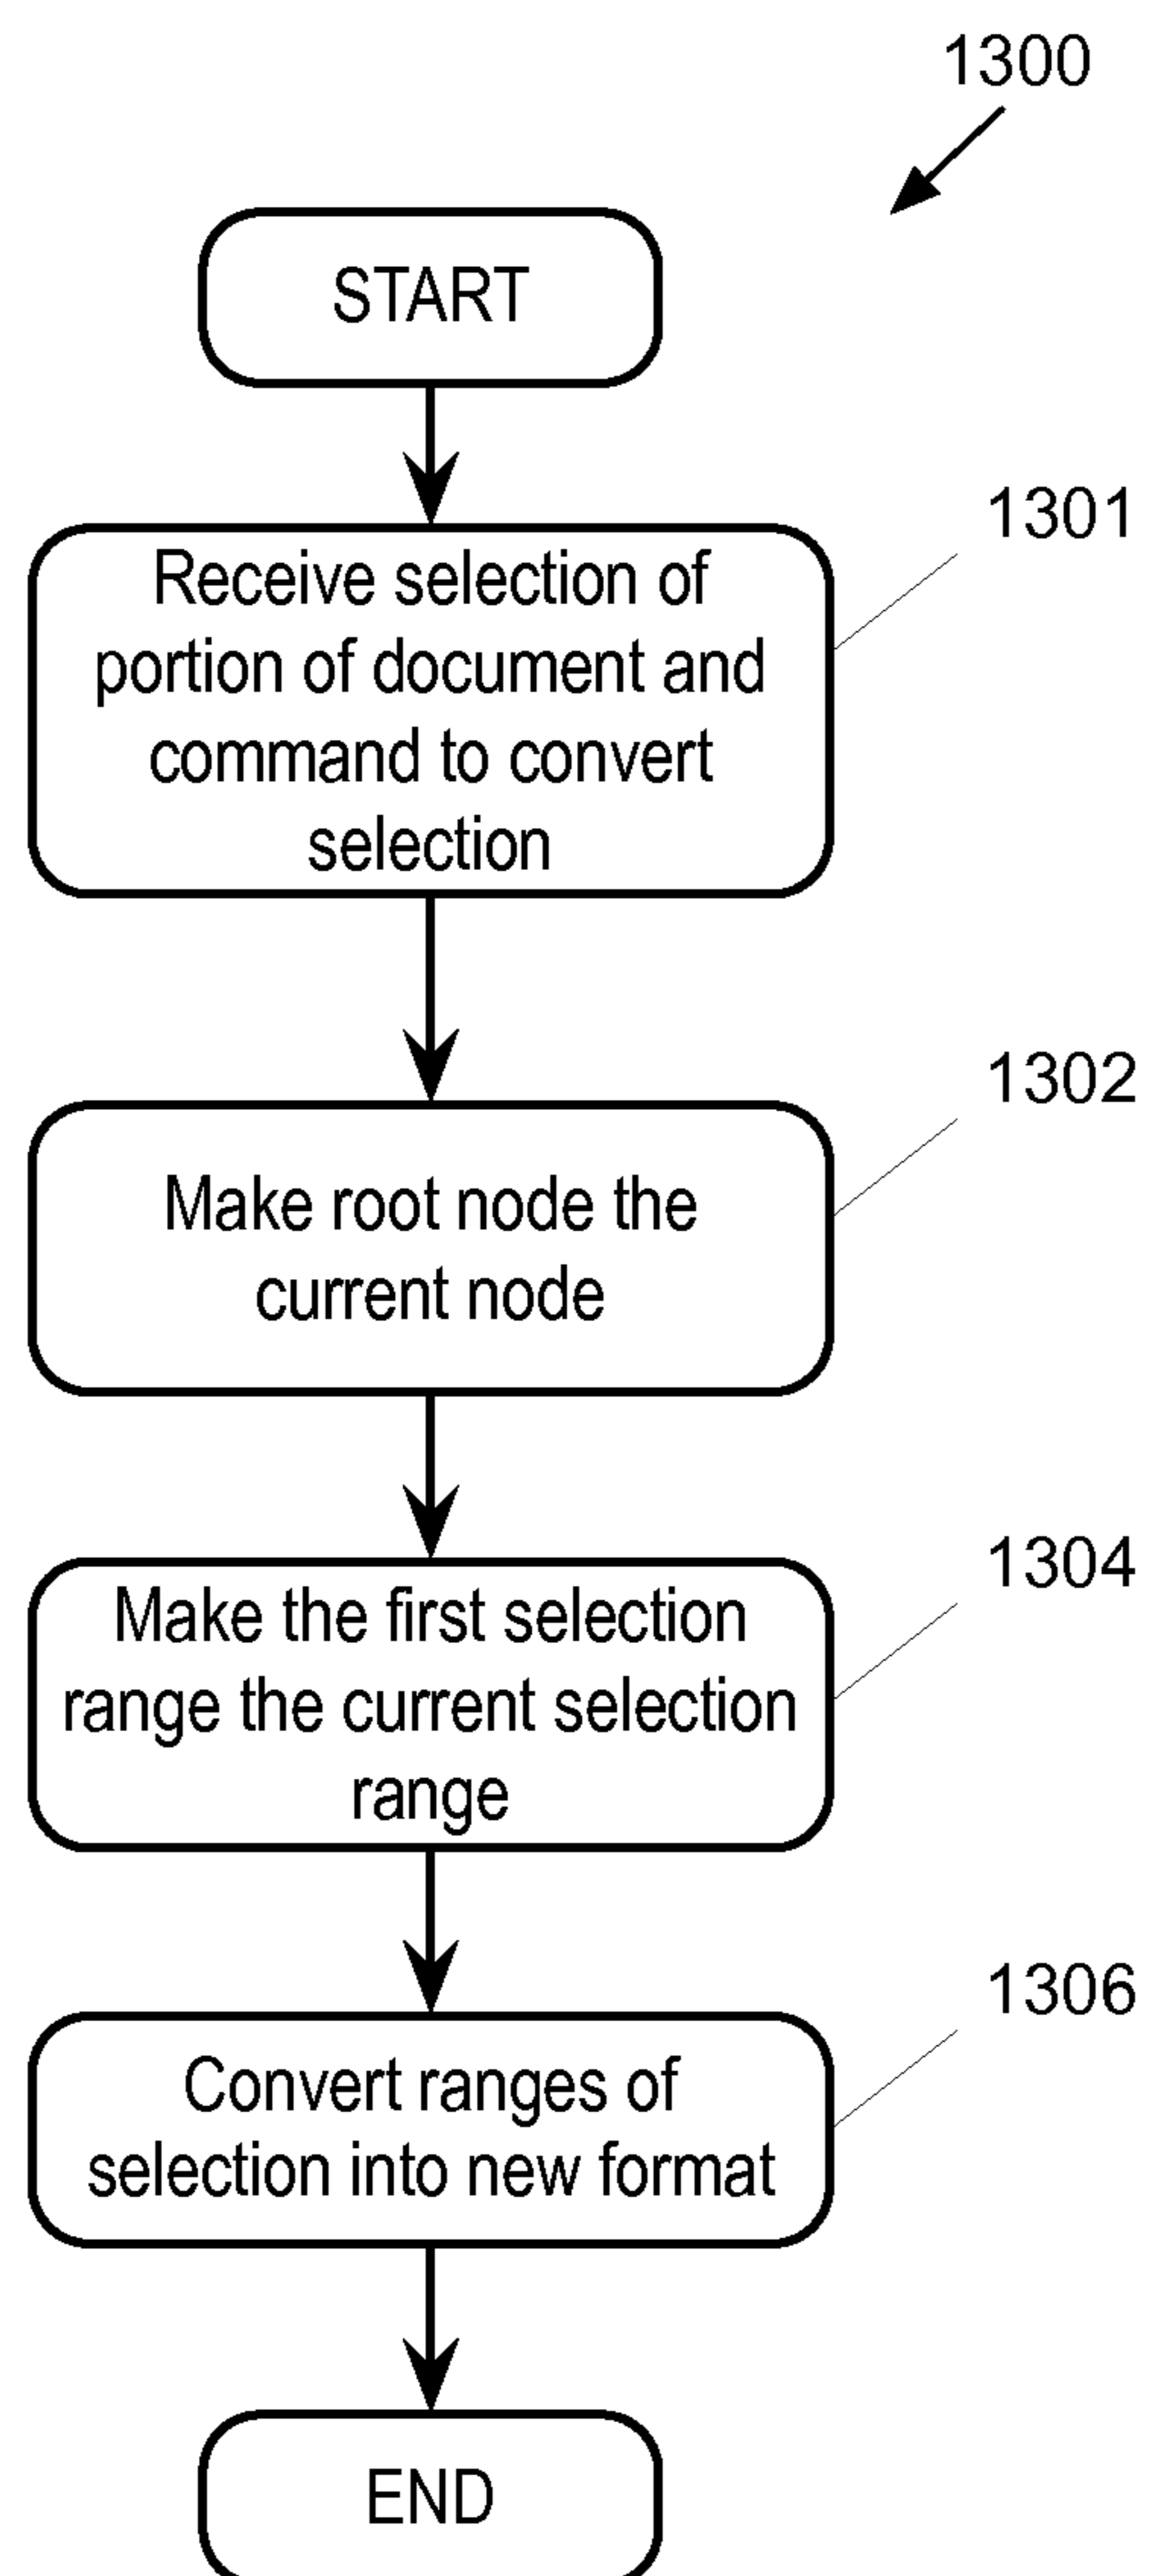 1300
START
1301
Receive selection of
portion of document and
command to convert
selection
1302
Make root node the
current node
1304
Make the first selection
range the current selection
range
1306
Convert ranges of
selection into new format
END